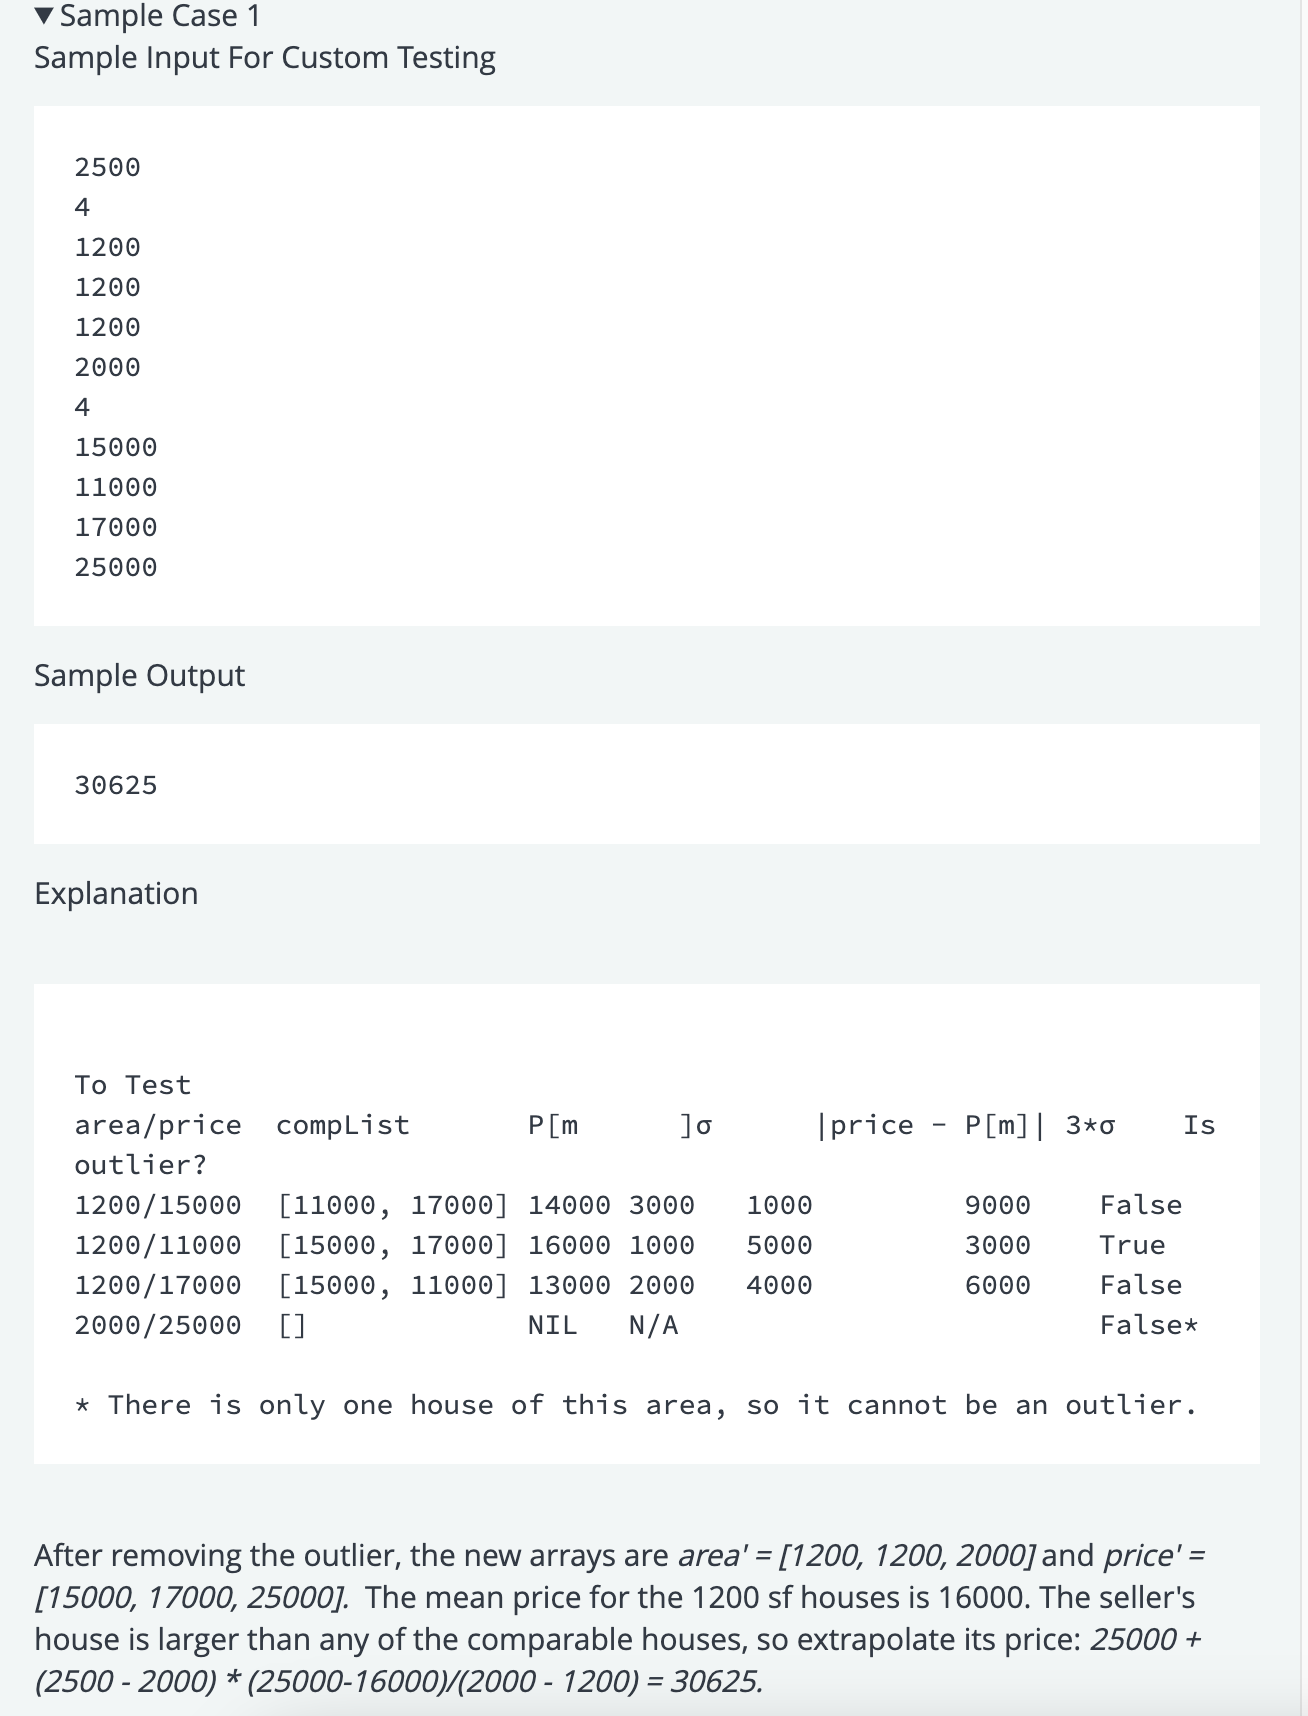 ▼ Sample Case 1
Sample Input For Custom Testing
2500
4
1200
1200
1200
2000
4
15000
11000
17000
25000
Sample Output
30625
Explanation
To Test
area/price  compList       P[m      ]σ      |price - P[m]| 3*σ    Is
outlier?
1200/15000  [11000, 17000] 14000 3000   1000         9000    False
1200/11000  [15000, 17000] 16000 1000   5000         3000    True
1200/17000  [15000, 11000] 13000 2000   4000         6000    False
2000/25000  []             NIL   N/A                         False*
* There is only one house of this area, so it cannot be an outlier.
After removing the outlier, the new arrays are area' = [1200, 1200, 2000] and price' =
[15000, 17000, 25000].  The mean price for the 1200 sf houses is 16000. The seller's
house is larger than any of the comparable houses, so extrapolate its price: 25000 +
(2500 - 2000) * (25000-16000)/(2000 - 1200) = 30625.